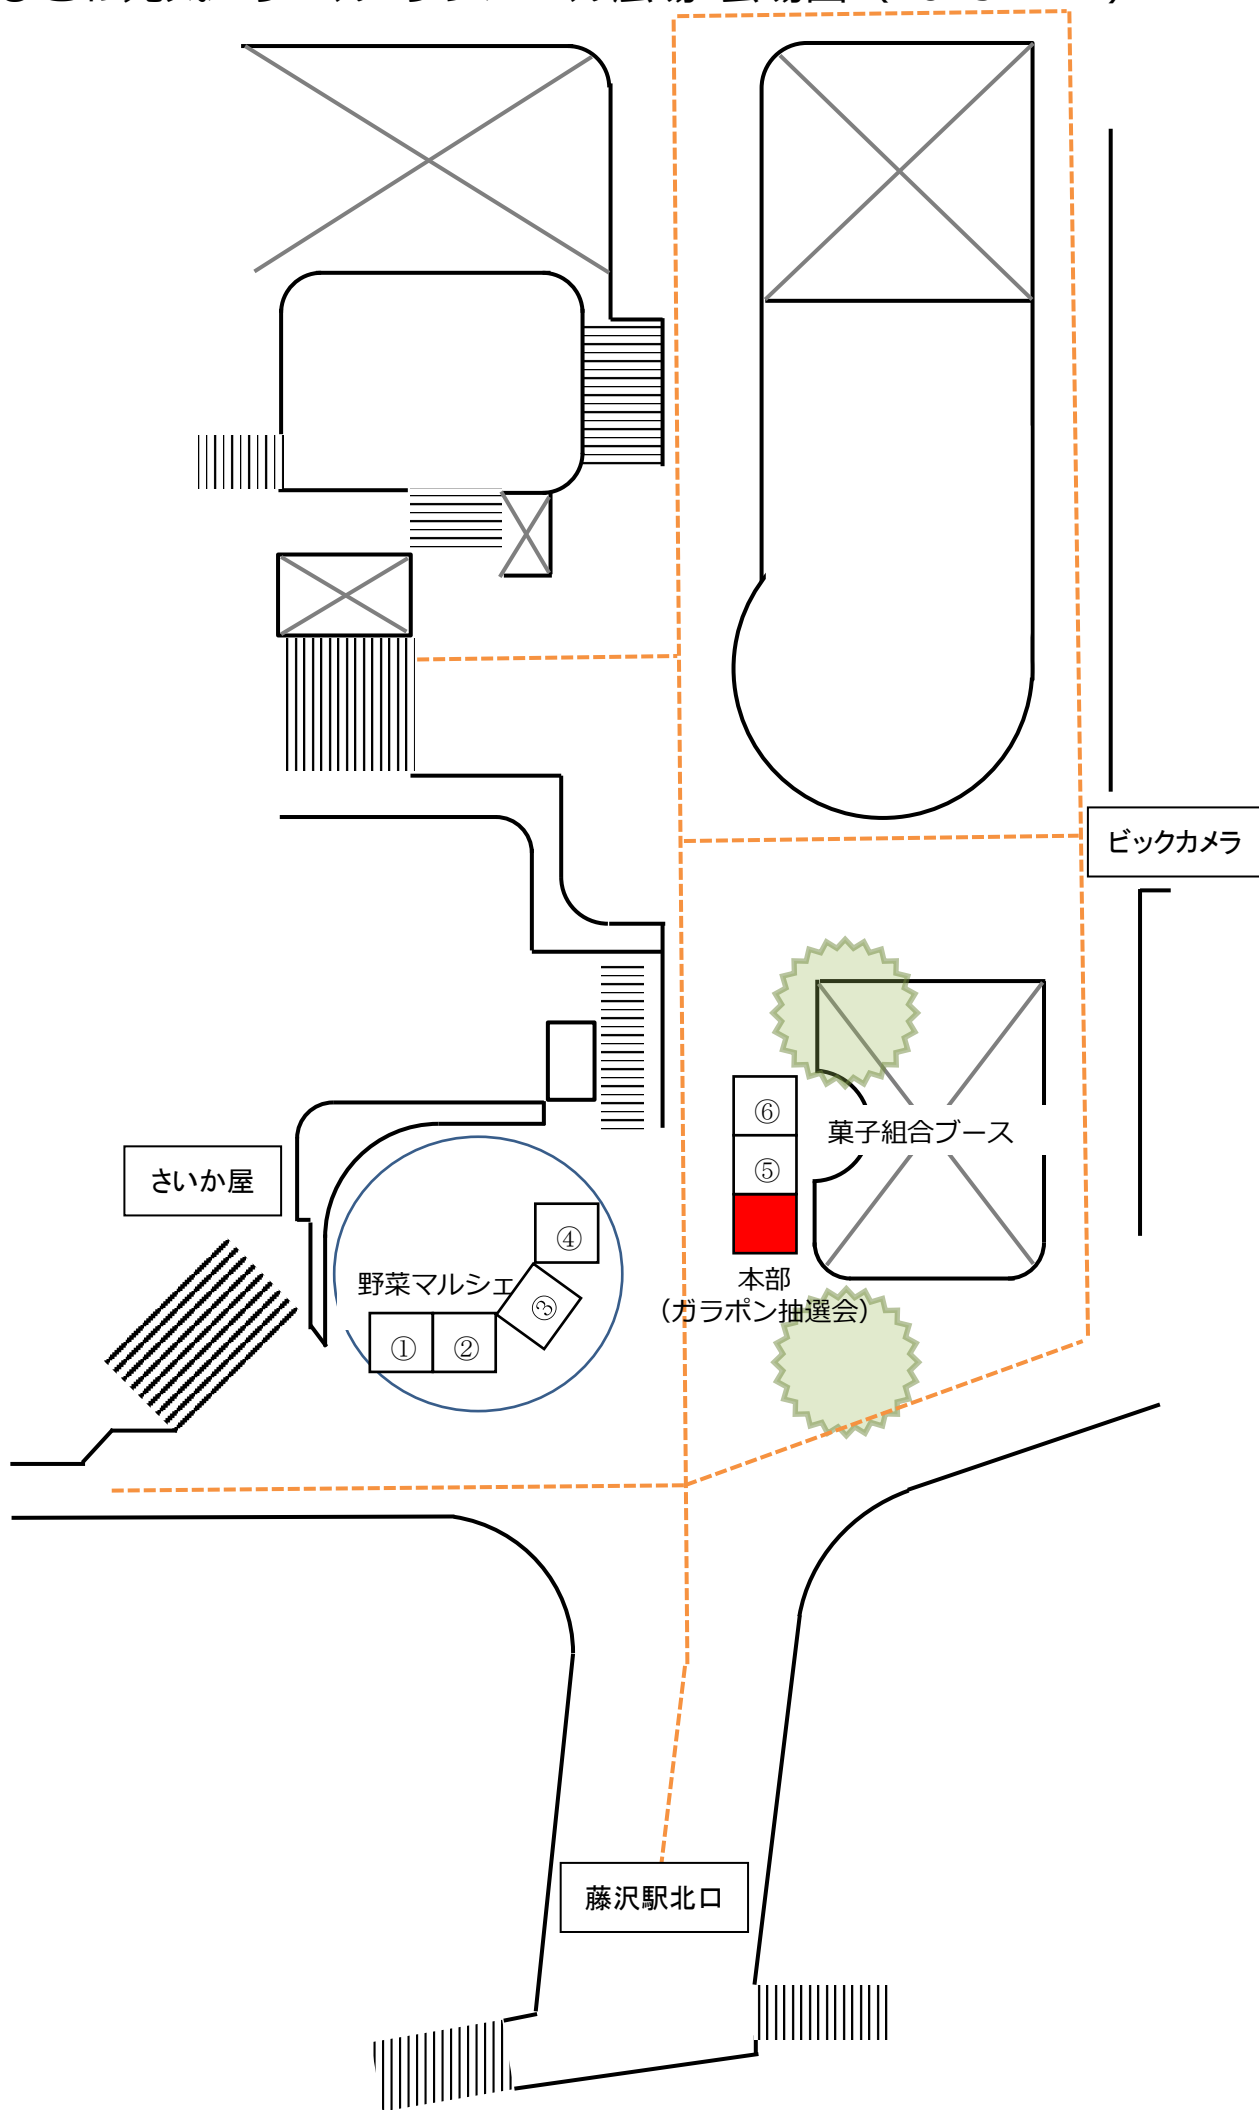 ビックカメラ
⑥
菓子組合ブース
⑤
さいか屋
④
野菜マルシェ
本部
(ガラポン抽選会)
③
①
②
藤沢駅北口